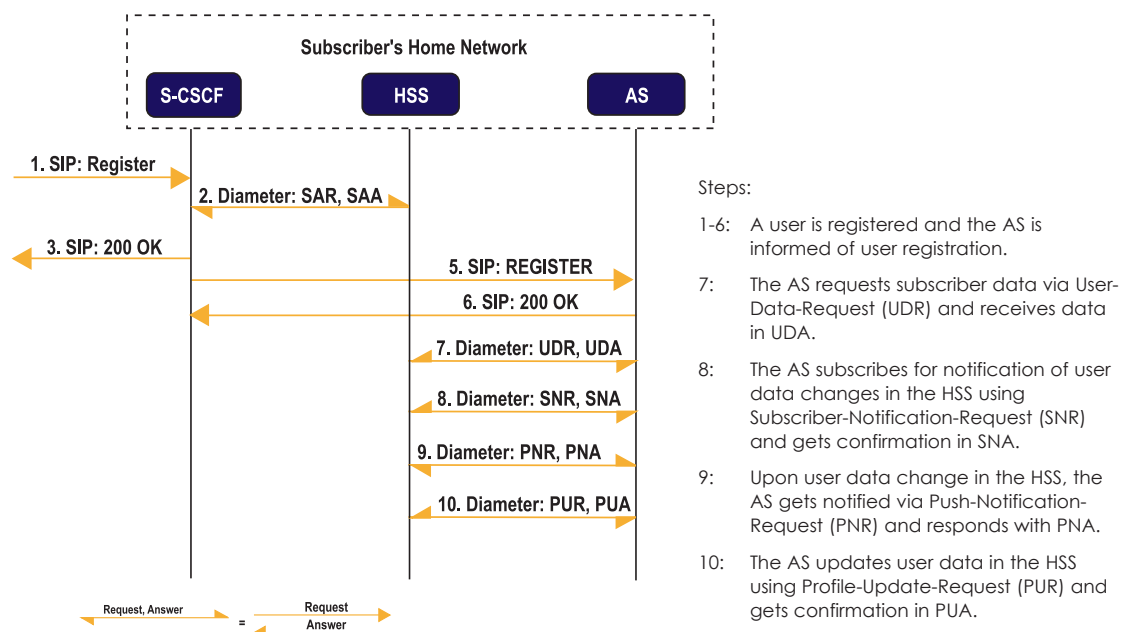 Subscriber's Home Network
S-CSCF
HSS
AS
1. SIP: Register
2. Diameter: SAR, SAA
3. SIP: 200 OK
5. SIP: REGISTER
6. SIP: 200 OK
7. Diameter: UDR, UDA
8. Diameter: SNR, SNA
9. Diameter: PNR, PNA
10. Diameter: PUR, PUA
Request, Answer
=
Request
Answer
Steps:
1-6: A user is registered and the AS is
informed of user registration.
7: The AS requests subscriber data via User-
Data-Request (UDR) and receives data
in UDA.
8: The AS subscribes for notification of user
data changes in the HSS using
Subscriber-Notification-Request (SNR)
and gets confirmation in SNA.
9: Upon user data change in the HSS, the
AS gets notified via Push-Notification-
Request (PNR) and responds with PNA.
10: The AS updates user data in the HSS
using Profile-Update-Request (PUR) and
gets confirmation in PUA.